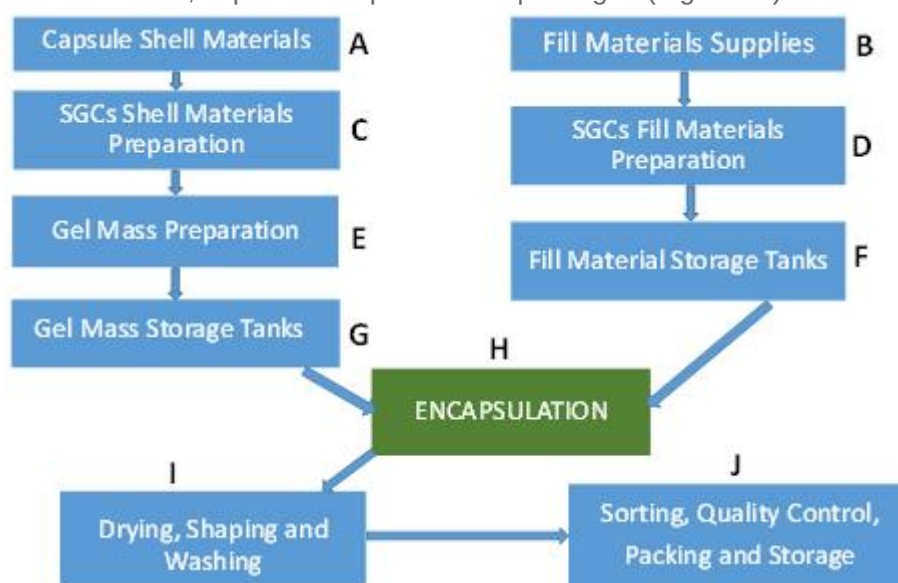 Capsule Shell Materials
A
Fill Materials Supplies
B
SGCs Shell Materials
Preparation
C
SGCs Fill Materials
Preparation
D
Gel Mass Preparation
E
Fill Material Storage Tanks
F
Gel Mass Storage Tanks
G
H
ENCAPSULATION
I
Drying, Shaping and
Washing
J
Sorting, Quality Control,
Packing and Storage